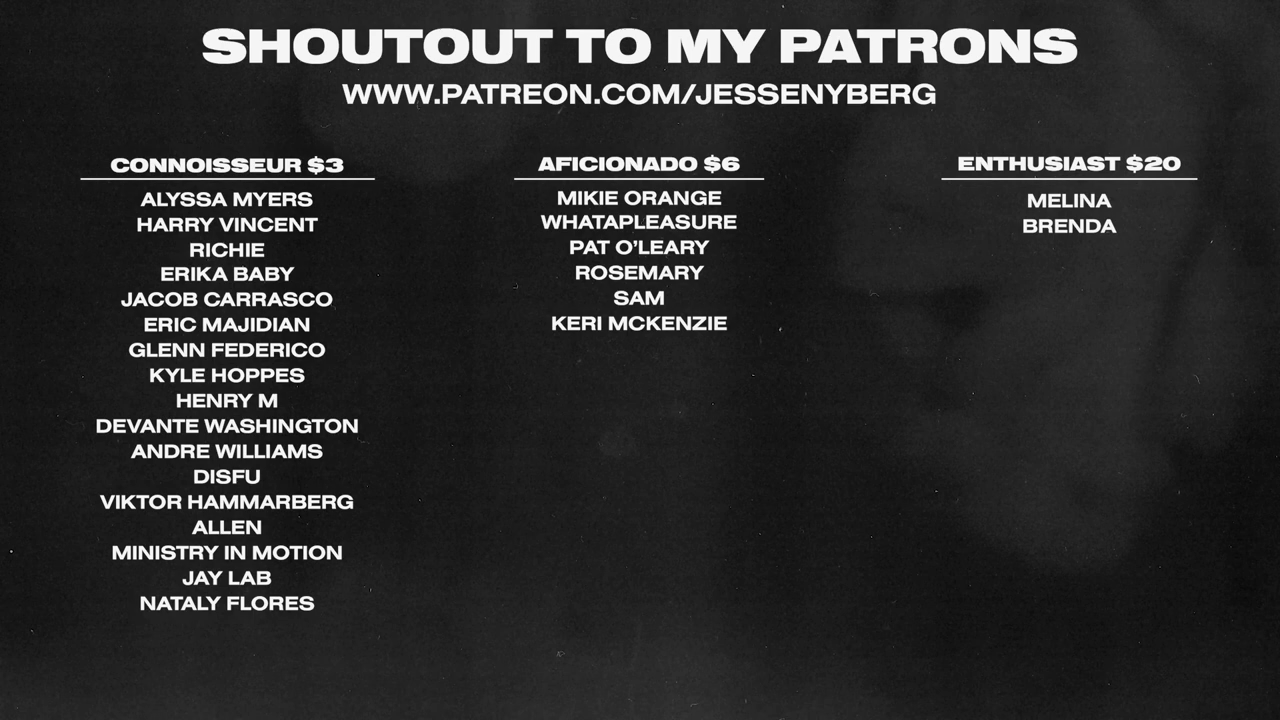 SHOUTOUT TO MY PATRONS
WWW.PATREON.COM/JESSENYBERG
CONNOISSEUR $3
ALYSSA MYERS
HARRY VINCENT
RICHIE
ERIKA BABY
JACOB CARRASCO
ERIC MAJIDIAN
GLENN FEDERICO
KYLE HOPPES
HENRY M
DEVANTE WASHINGTON
ANDRE WILLIAMS
DISFU
VIKTOR HAMMARBERG
ALLEN
MINISTRY IN MOTION
JAY LAB
NATALY FLORES
AFICIONADO $6
MIKIE ORANGE
WHATAPLEASURE
PAT O'LEARY
ROSEMARY
SAM
KERI MCKENZIE
ENTHUSIAST $20
MELINA
BRENDA